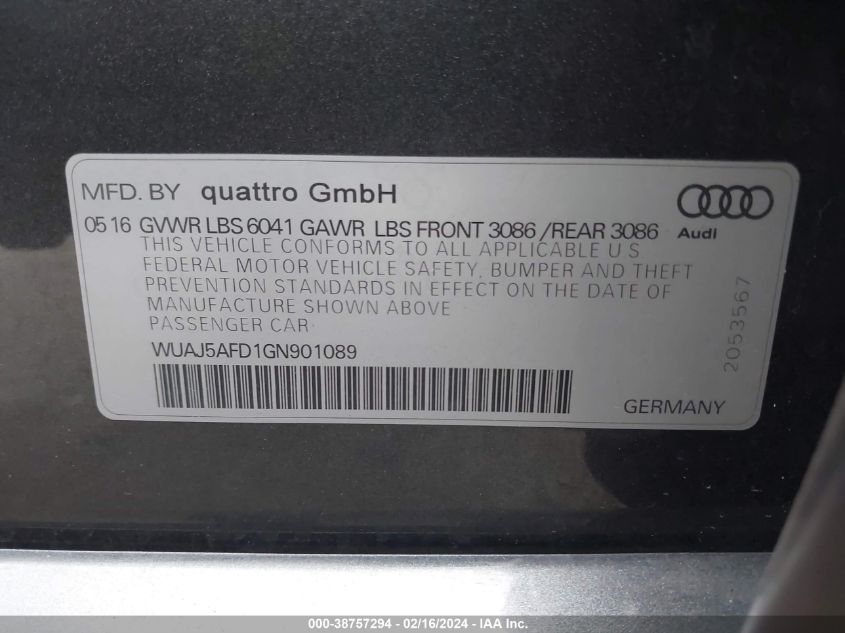 MFD. BY quattro GmbH
05 16 GVWR LBS 6041 GAWR LBS FRONT 3086 /REAR 3086
Audi
THIS VEHICLE CONFORMS TO ALL APPLICABLE U S
FEDERAL MOTOR VEHICLE SAFETY, BUMPER AND THEFT
PREVENTION STANDARDS IN EFFECT ON THE DATE OF
MANUFACTURE SHOWN ABOVE
PASSENGER CAR
WUAJ5AFD1GN901089
2053567
GERMANY
000-38757294 - 02/16/2024 - IAA Inc.